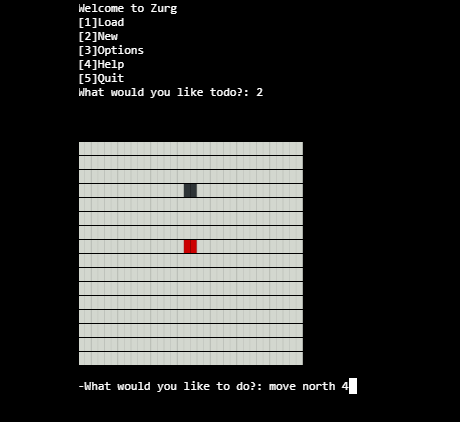 Welcome to Zurg
[1]Load
[2]New
[3]Options
[4]Help
[5]Quit
What would you like todo?: 2
-What would you like to do?: move north 4